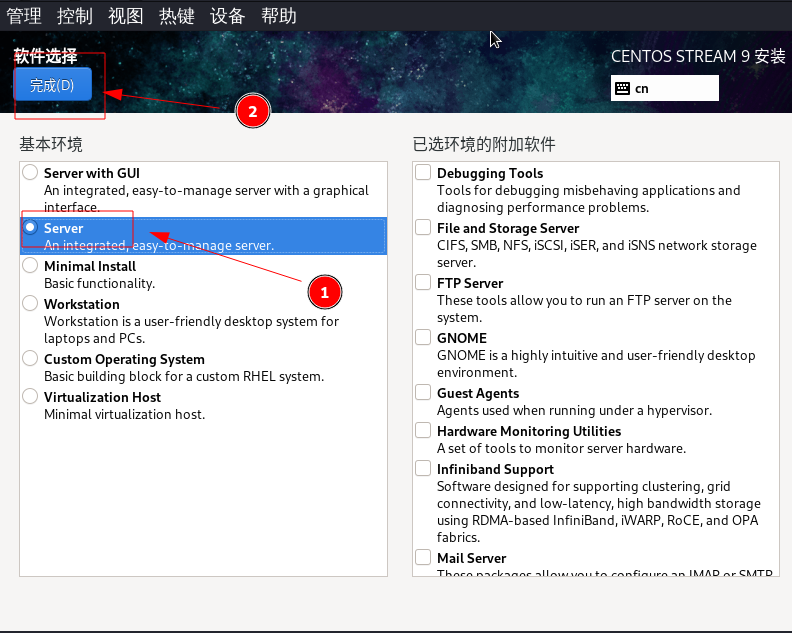 管理 控制 视图 热键 设备 帮助
软件选择
CENTOS STREAM 9 安装
完成(D)
cn
2
基本环境
Server with GUI
An integrated, easy-to-manage server with a graphical
interface.
Server
An integrated, easy-to-manage server.
1
Minimal Install
Basic functionality.
Workstation
Workstation is a user-friendly desktop system for
laptops and PCs.
Custom Operating System
Basic building block for a custom RHEL system.
Virtualization Host
Minimal virtualization host.
已选环境的附加软件
Debugging Tools
Tools for debugging misbehaving applications and
diagnosing performance problems.
File and Storage Server
CIFS, SMB, NFS, iSCSI, iSER, and iSNS network storage
server.
FTP Server
These tools allow you to run an FTP server on the
system.
GNOME
GNOME is a highly intuitive and user-friendly desktop
environment.
Guest Agents
Agents used when running under a hypervisor.
Hardware Monitoring Utilities
A set of tools to monitor server hardware.
Infiniband Support
Software designed for supporting clustering, grid
connectivity, and low-latency, high bandwidth storage
using RDMA-based InfiniBand, iWARP, RoCE, and OPA
fabrics.
Mail Server
These packages allow you to configure an IMAP or SMTP